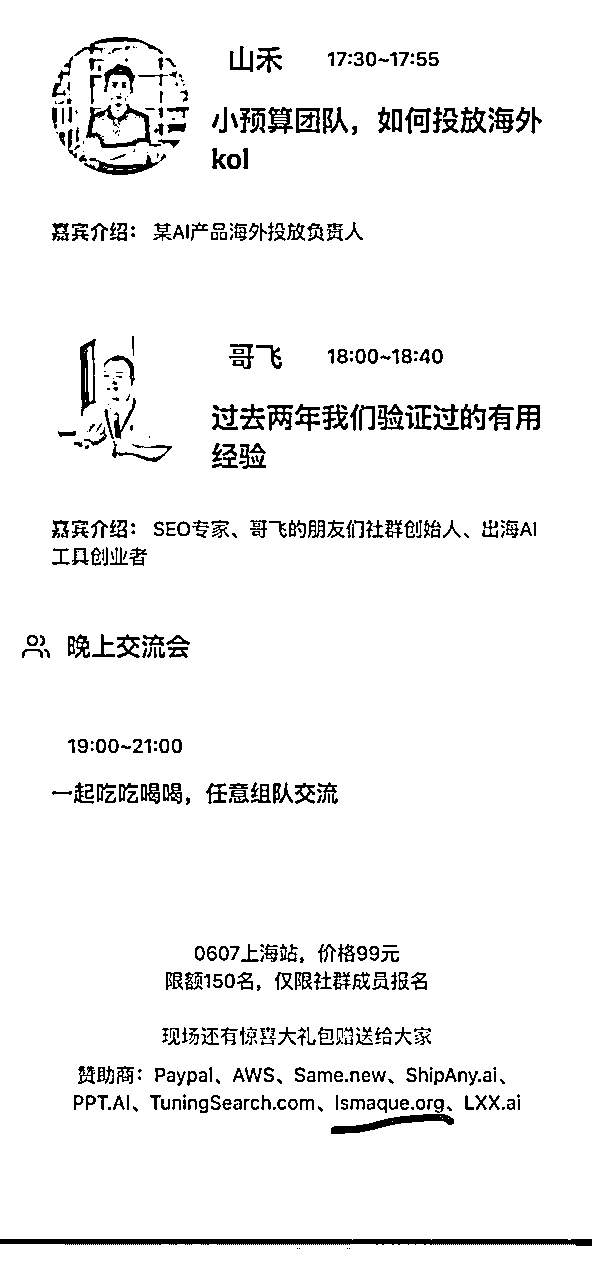 山禾 17:30~17:55
小预算团队，如何投放海外
kol
嘉宾介绍： 某AI产品海外投放负责人
哥飞 18:00~18:40
过去两年我们验证过的有用
经验
嘉宾介绍： SEO专家、哥飞的朋友们社群创始人、出海AI
工具创业者
晚上交流会
19:00~21:00
一起吃吃喝喝，任意组队交流
0607上海站，价格99元
限额150名，仅限社群成员报名
现场还有惊喜大礼包赠送给大家
赞助商：Paypal、AWS、Same.new、ShipAny.ai、
PPT.AI、TuningSearch.com、Ismaque.org、LXX.ai